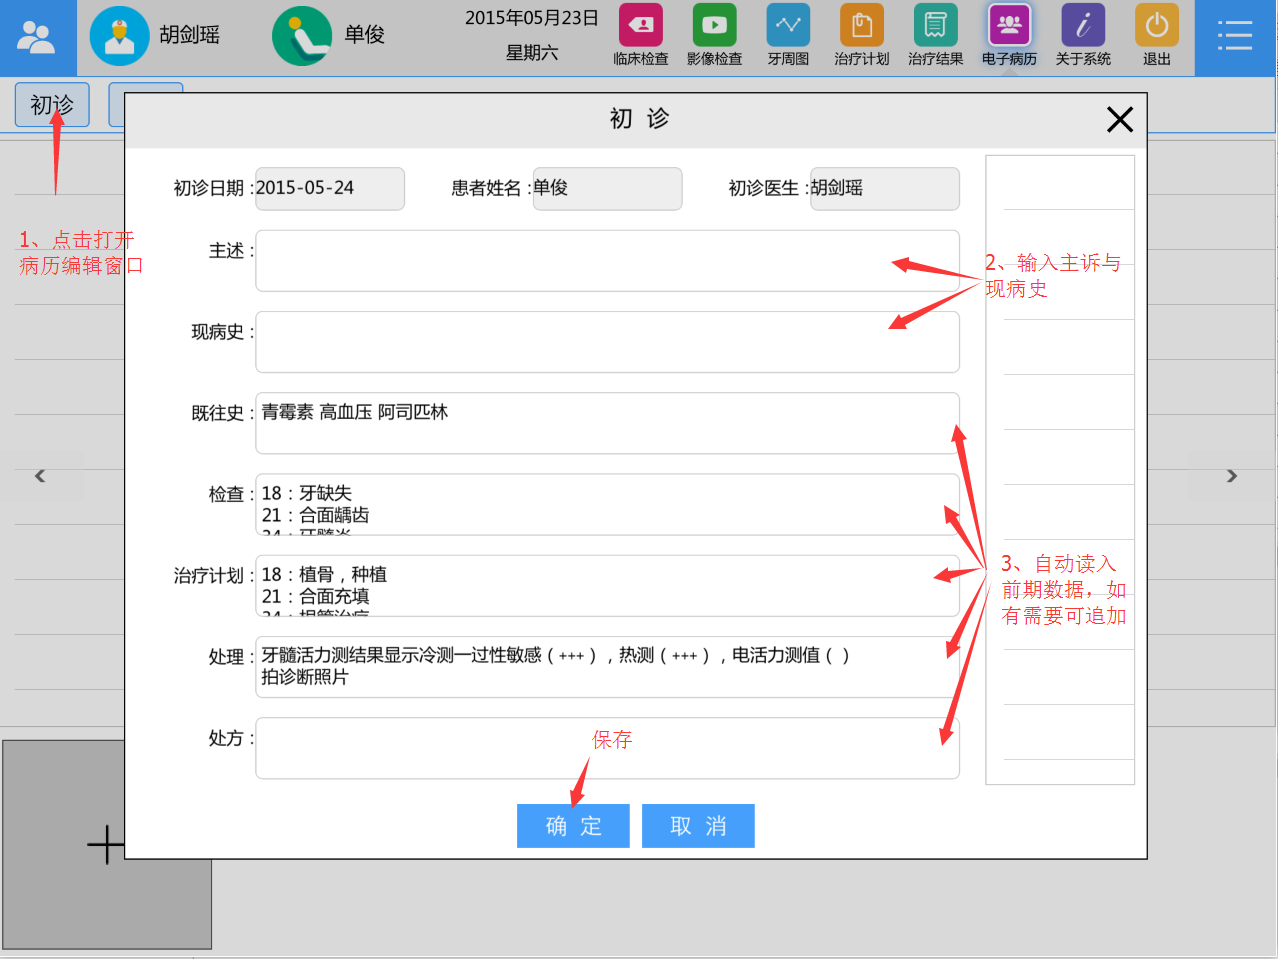 胡剑瑶
单俊
2015年05月23日
星期六
临床检查
影像检查
牙周图
治疗计划
治疗结果
电子病历
关于系统
退出
初诊
初 诊
初诊日期 : 2015-05-24
患者姓名 : 单俊
初诊医生 : 胡剑瑶
1、点击打开
病历编辑窗口
主述 :
2、输入主诉与
现病史
现病史 :
既往史 : 青霉素 高血压 阿司匹林
检查 : 18 : 牙缺失
21 : 合面龋齿
24 : 牙髓炎
治疗计划 : 18 : 植骨 , 种植
21 : 合面充填
24 : 根管治疗
3、自动读入
前期数据，如
有需要可追加
处理 : 牙髓活力测结果显示冷测一过性敏感 ( +++ ) , 热测 ( +++ ) , 电活力测值 ( )
拍诊断照片
处方 :
保存
确 定
取 消